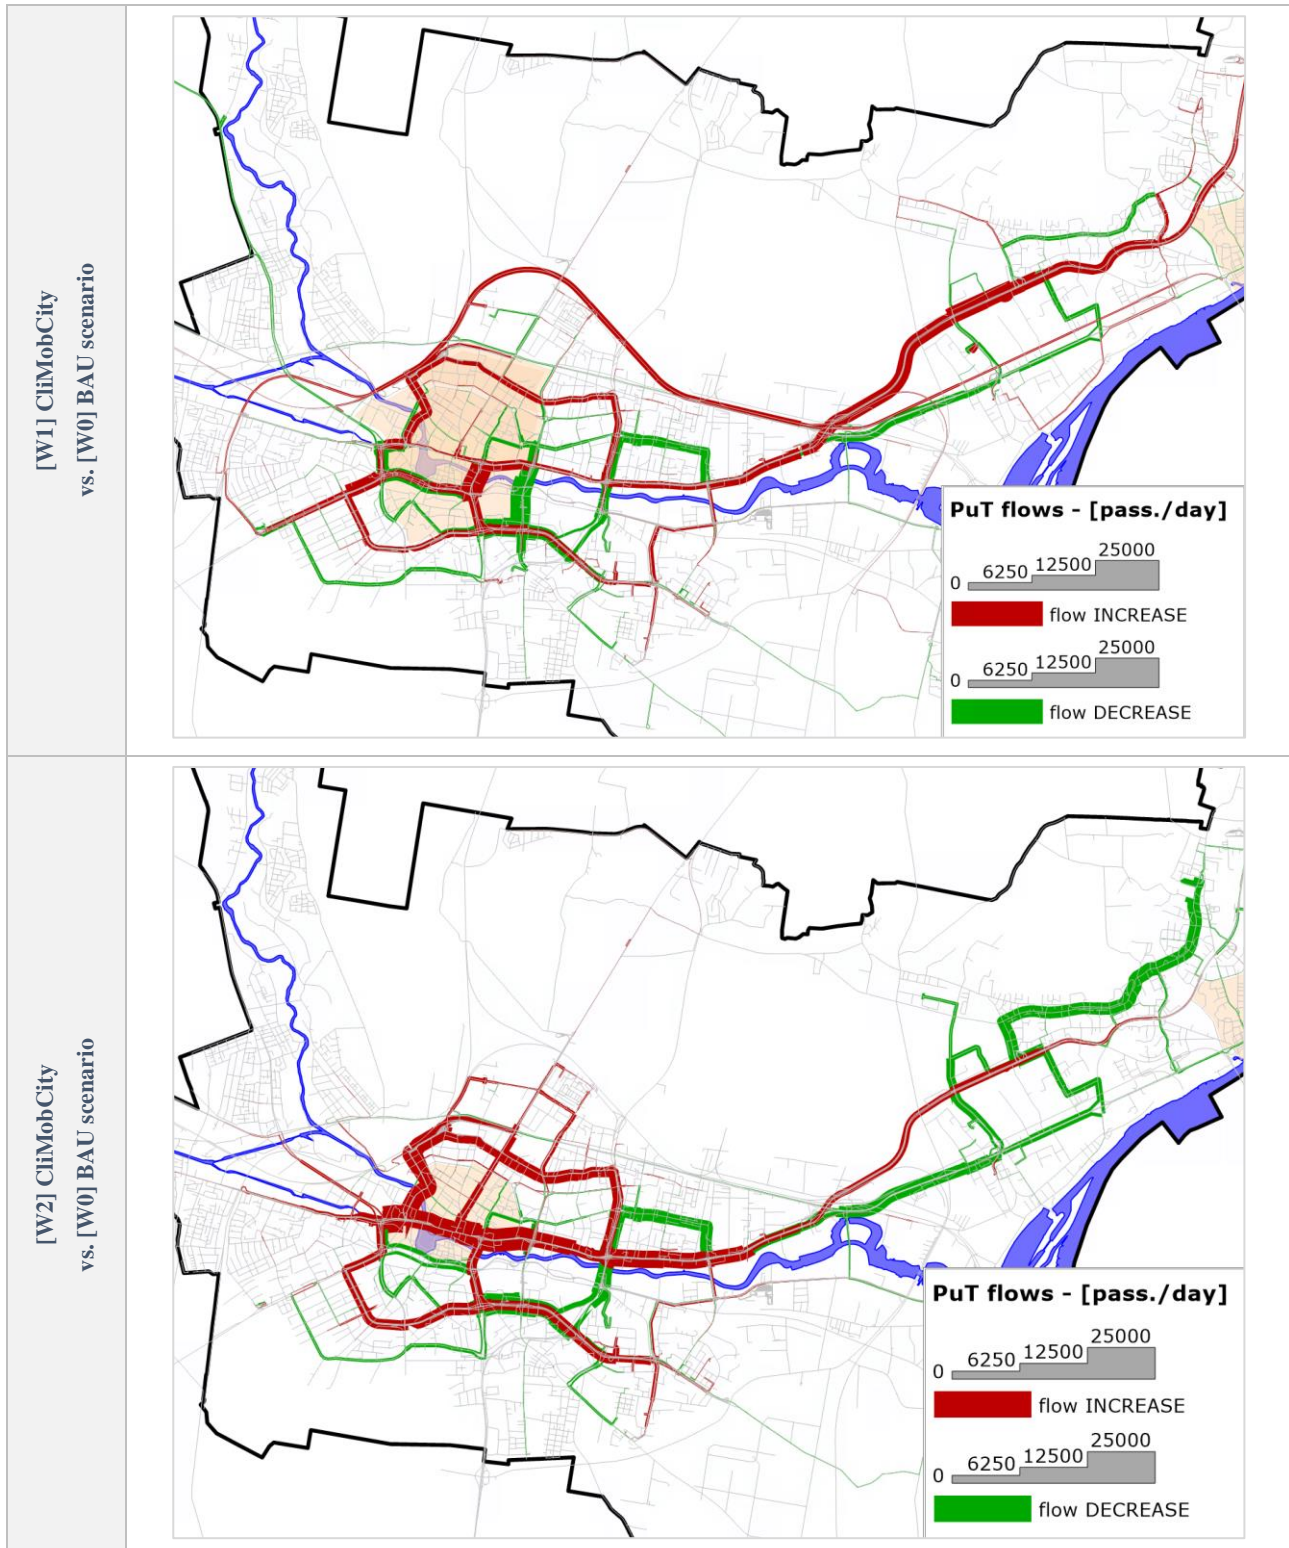 [W1] CliMobCity
vs. [W0] BAU scenario
PuT flows - [pass./day]
0 6250 12500 25000
flow INCREASE
0 6250 12500 25000
flow DECREASE
[W2] CliMobCity
vs. [W0] BAU scenario
PuT flows - [pass./day]
0 6250 12500 25000
flow INCREASE
0 6250 12500 25000
flow DECREASE